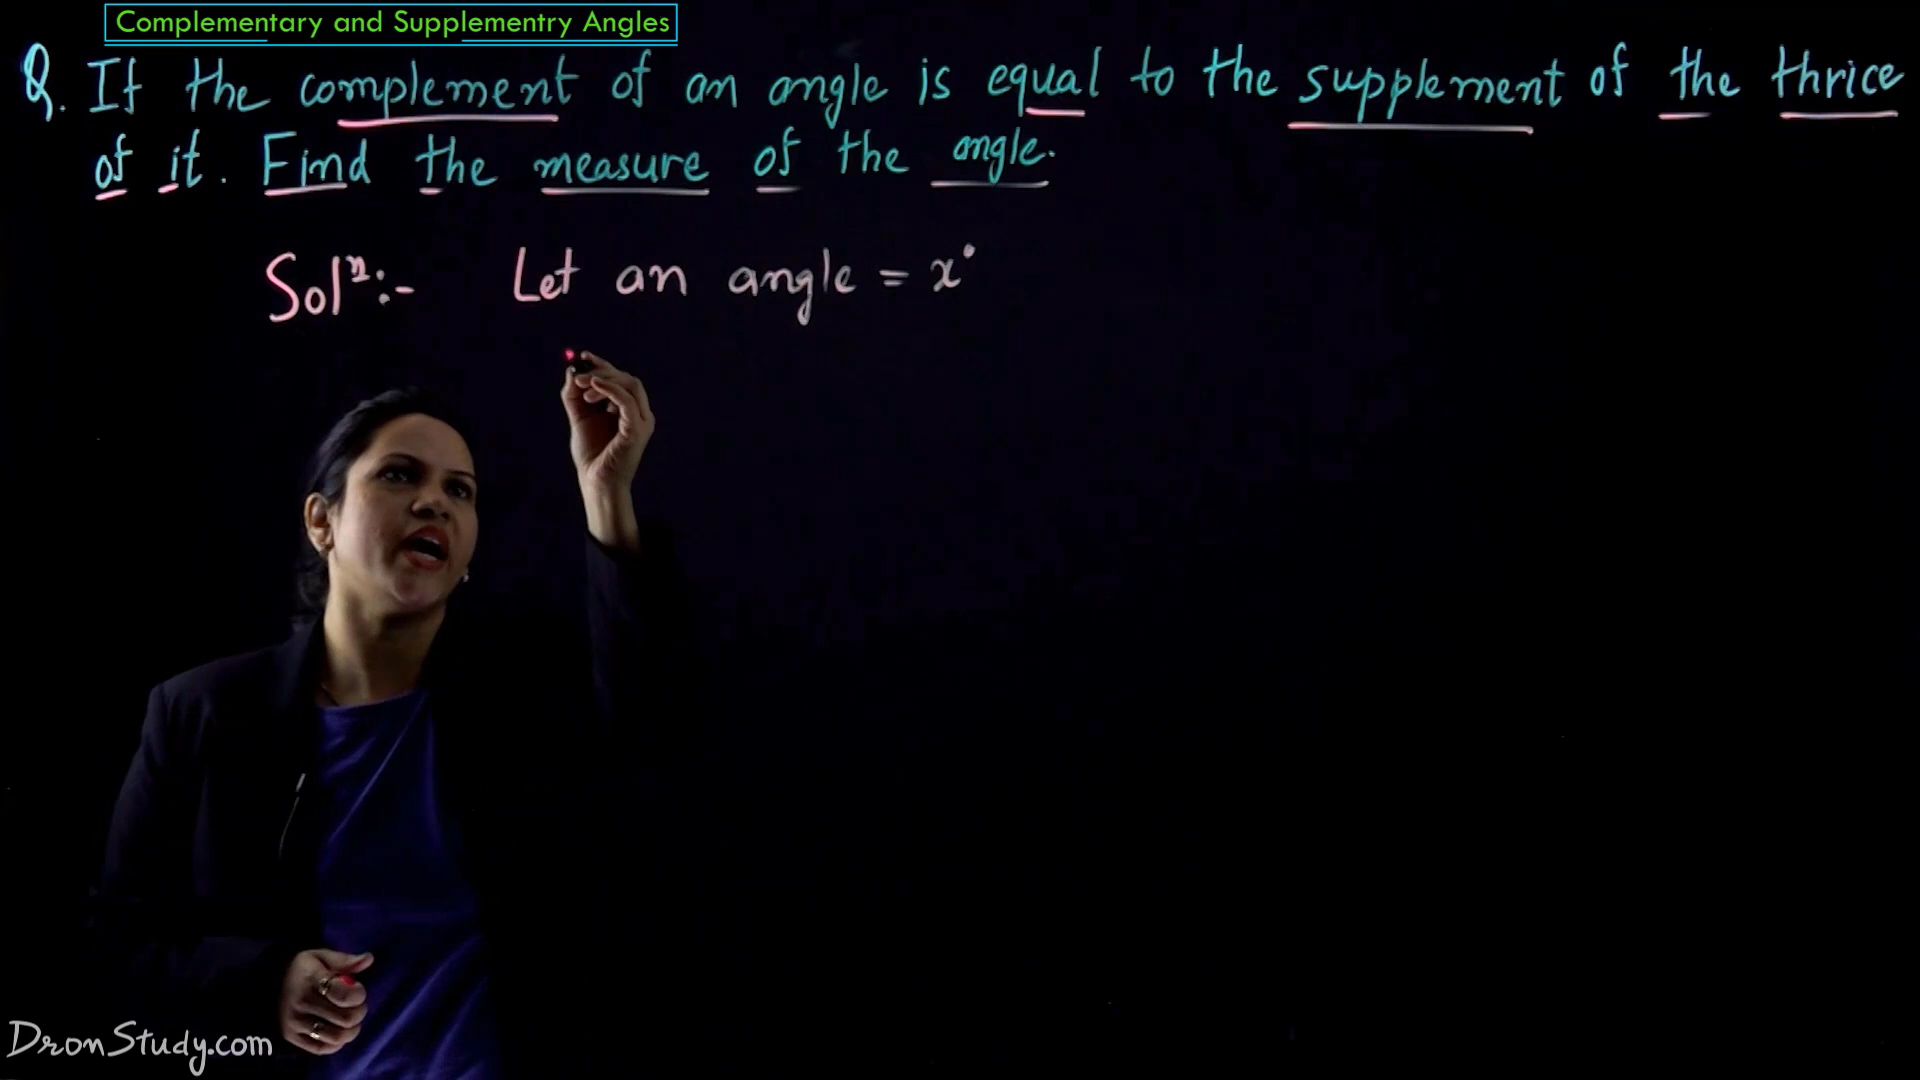 Complementary and Supplementry Angles
Q. If the complement of an angle is equal to the supplement of the thrice
of it. Find the measure of the angle.
Solⁿ:- Let an angle = x°
DronStudy.com